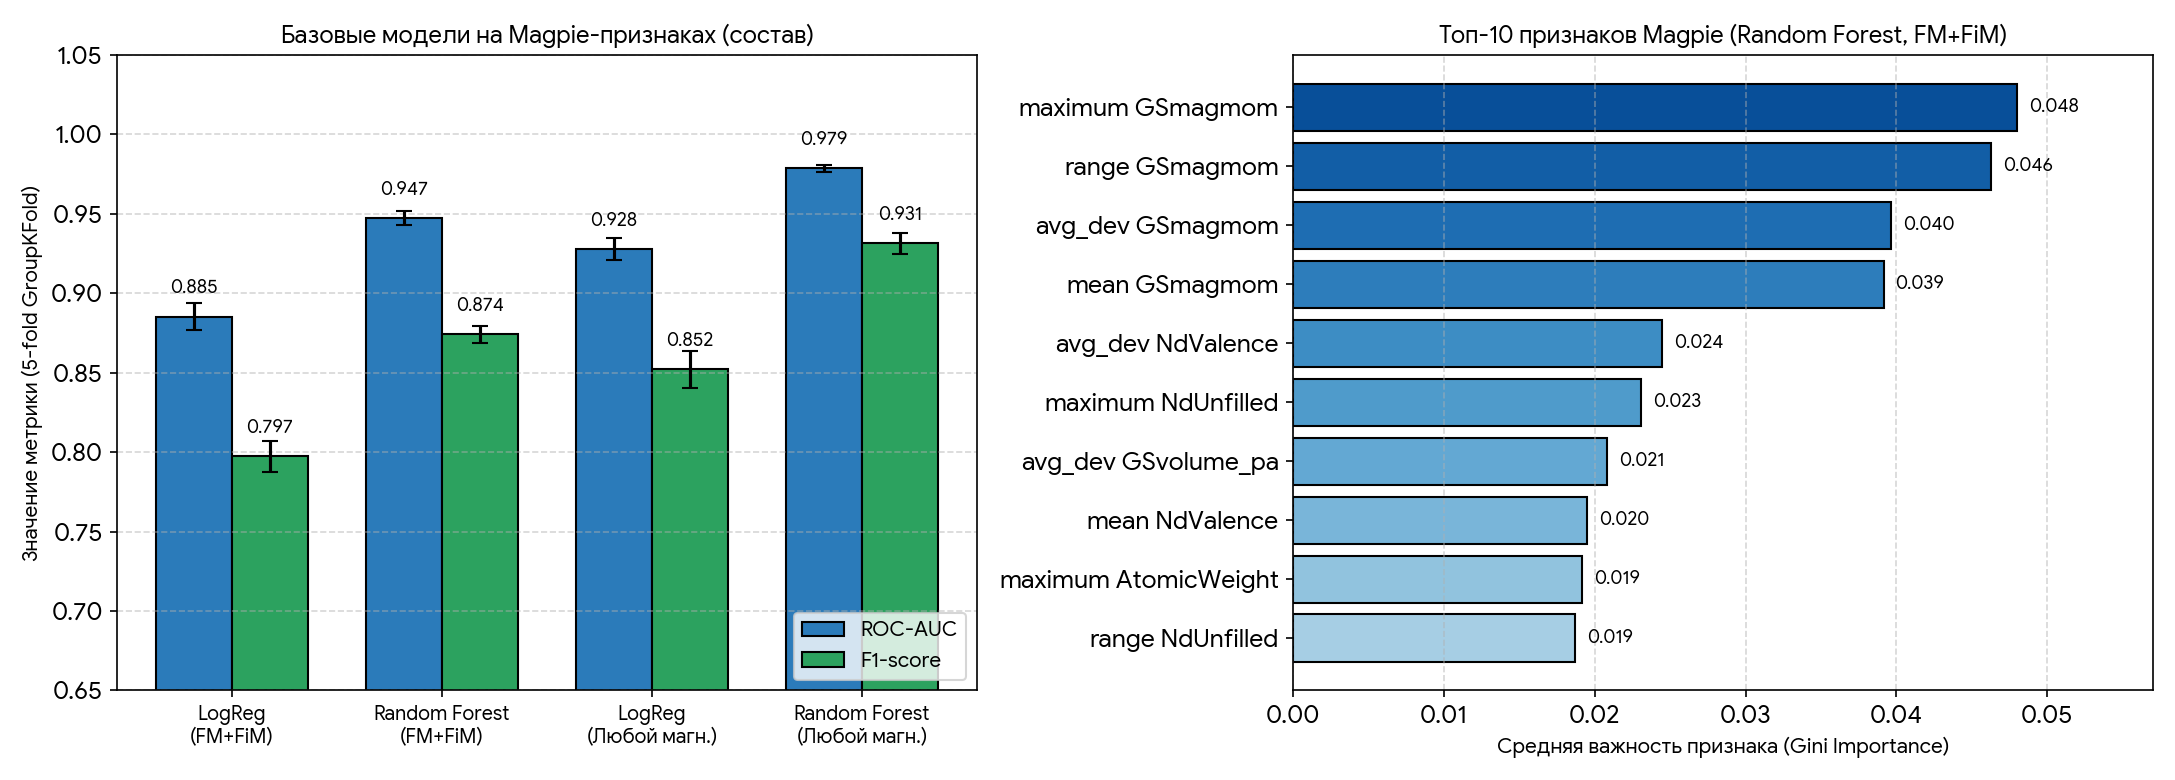 Базовые модели на Magpie-признаках (состав)
Значение метрики (5-fold GroupKFold)
1.05
1.00
0.95
0.90
0.85
0.80
0.75
0.70
0.65
0.885
0.797
0.947
0.874
0.928
0.852
0.979
0.931
ROC-AUC
F1-score
LogReg
(FM+FiM)
Random Forest
(FM+FiM)
LogReg
(Любой магн.)
Random Forest
(Любой магн.)
Топ-10 признаков Magpie (Random Forest, FM+FiM)
maximum GSmagmom 0.048
range GSmagmom 0.046
avg_dev GSmagmom 0.040
mean GSmagmom 0.039
avg_dev NdValence 0.024
maximum NdUnfilled 0.023
avg_dev GSvolume_pa 0.021
mean NdValence 0.020
maximum AtomicWeight 0.019
range NdUnfilled 0.019
0.00 0.01 0.02 0.03 0.04 0.05
Средняя важность признака (Gini Importance)